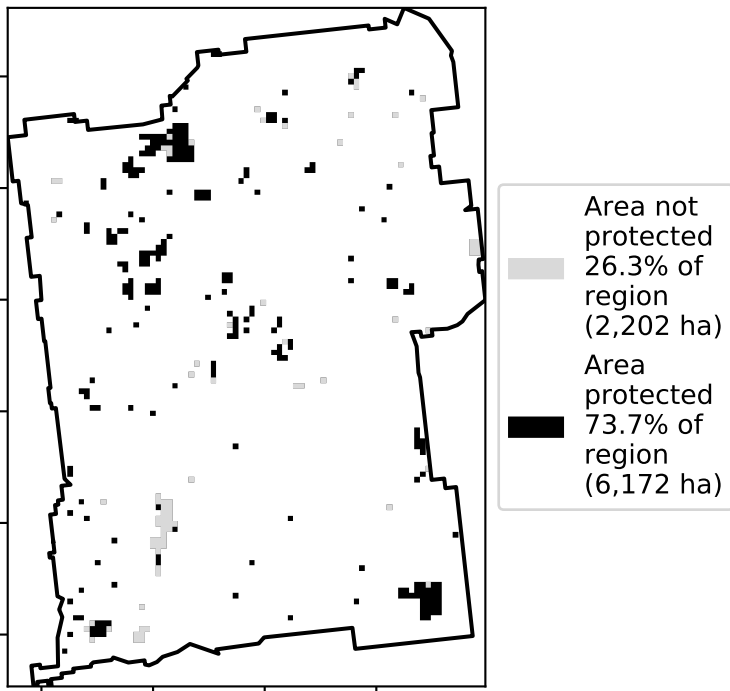 Area not
protected
26.3% of
region
(2,202 ha)
Area
protected
73.7% of
region
(6,172 ha)